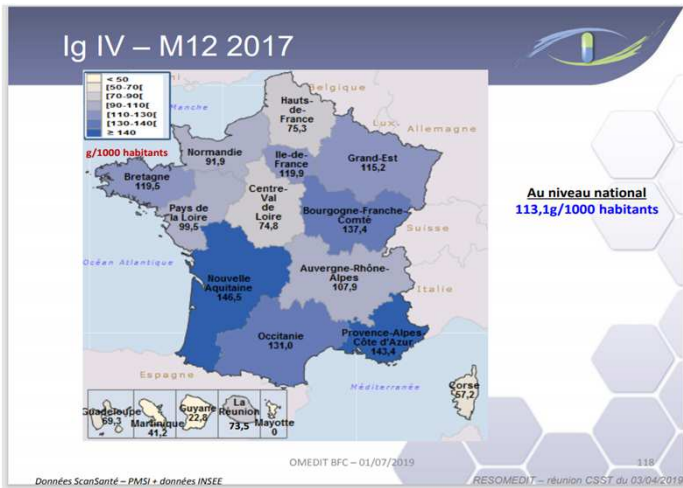 Ig IV – M12 2017
< 50
[50-70[
[70-90[
[90-110[
[110-130[
[130-140[
≥ 140
g/1000 habitants
Manche
Belgique
Lux.
Allemagne
Suisse
Italie
Espagne
Océan Atlantique
Méditerranée
Hauts-
de-
France
75,3
Normandie
91,9
Ile-de-
France
119,9
Grand-Est
115,2
Bretagne
119,5
Pays de
la Loire
99,5
Centre-
Val
de
Loire
74,8
Bourgogne-Franche-
Comté
137,4
Nouvelle
Aquitaine
146,5
Auvergne-Rhône-
Alpes
107,9
Occitanie
131,0
Provence-Alpes-
Côte d'Azur
143,4
Corse
57,2
Guadeloupe
69,3
Martinique
41,2
Guyane
22,8
La
Réunion
73,5
Mayotte
0
Au niveau national
113,1g/1000 habitants
OMEDIT BFC – 01/07/2019
118
Données ScanSanté – PMSI + données INSEE
RESOMEDIT – réunion CSST du 03/04/2019